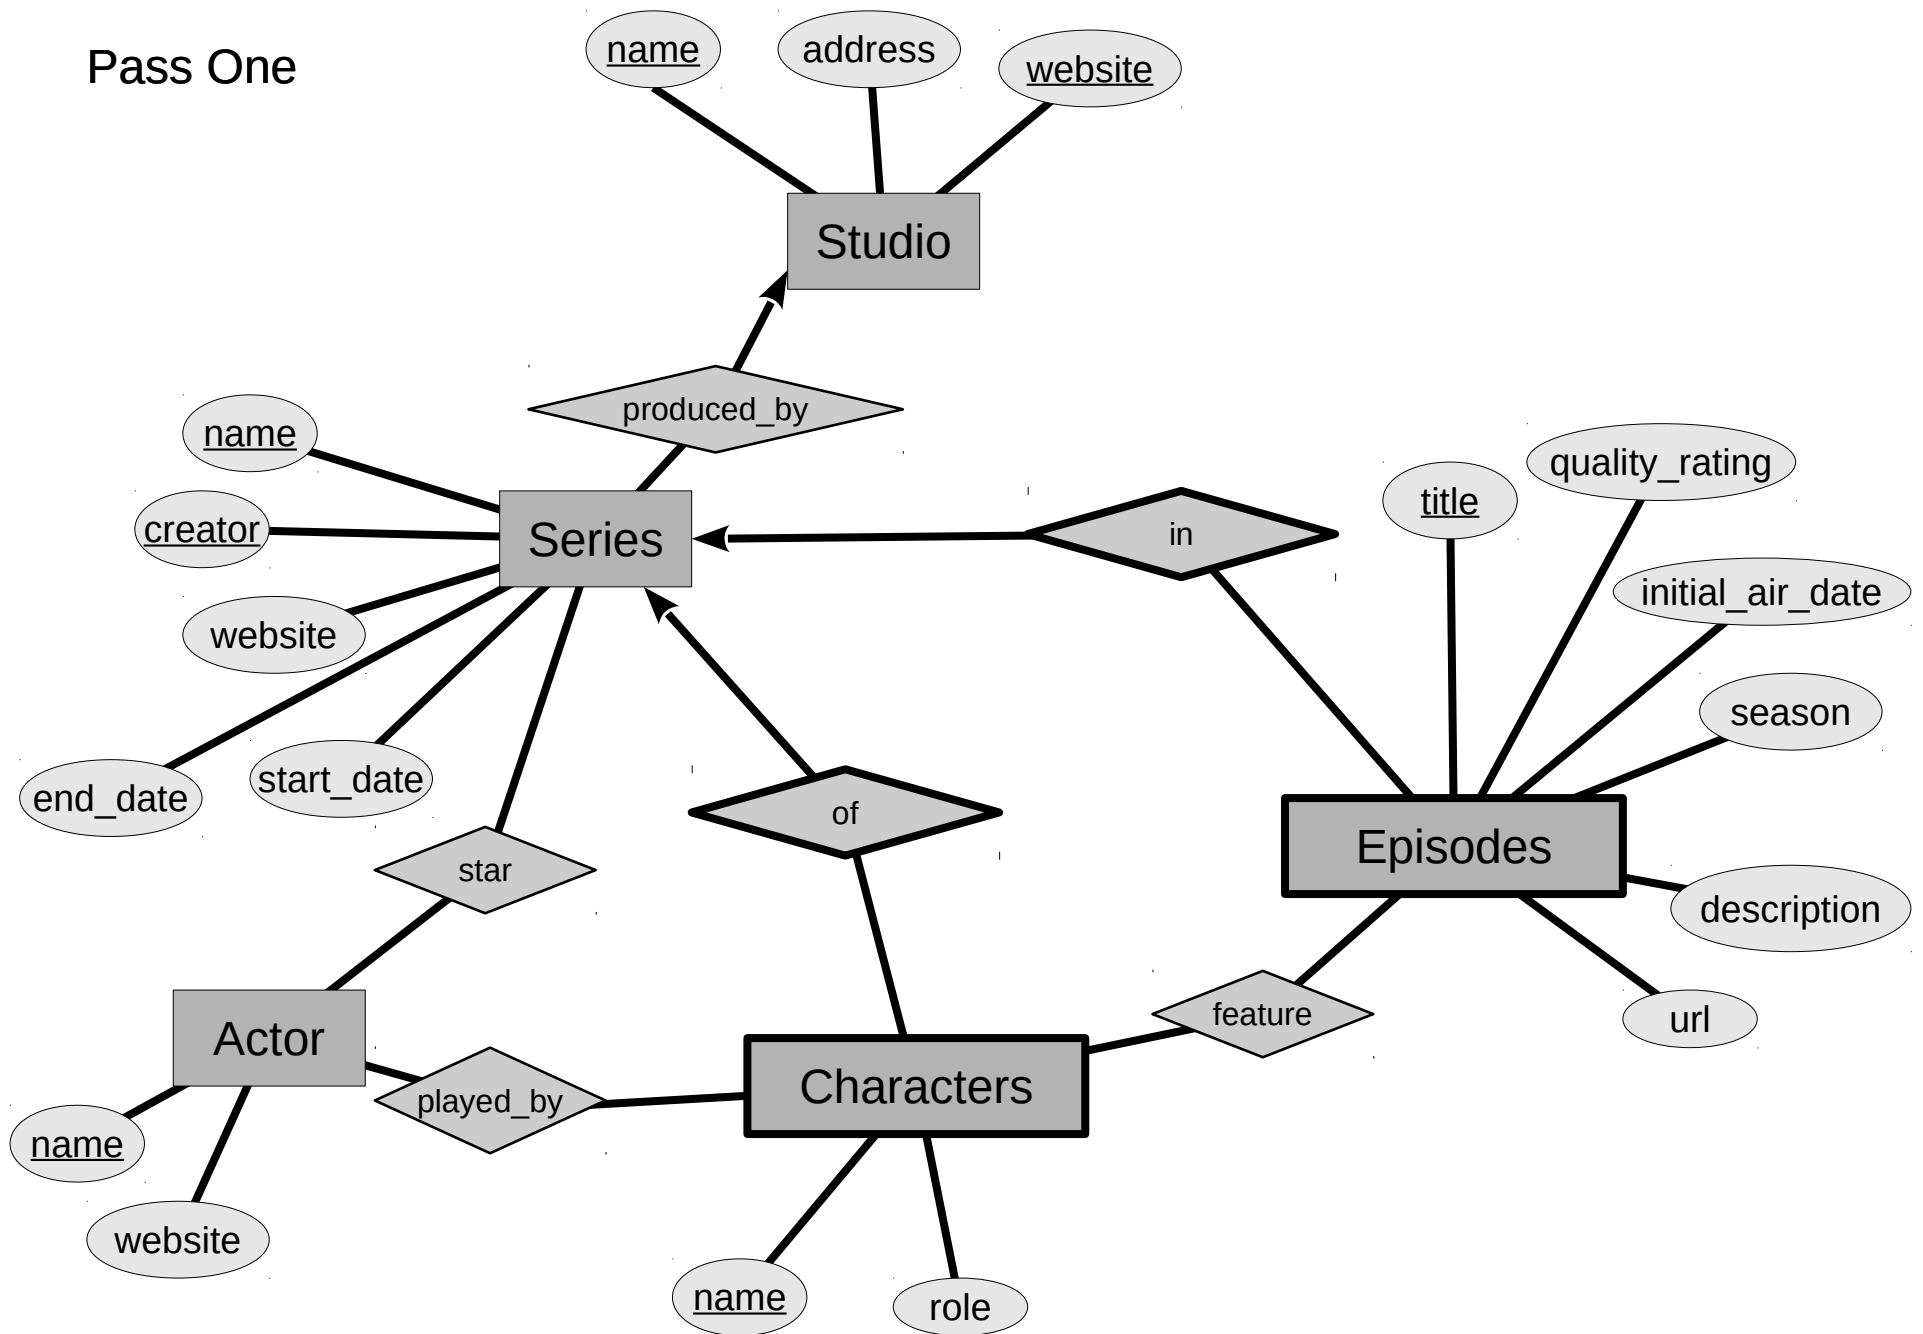 Pass One
name
address
website
Studio
produced_by
name
creator
website
end_date
start_date
Series
in
title
quality_rating
initial_air_date
season
Episodes
description
url
star
of
feature
Actor
played_by
Characters
name
website
name
role